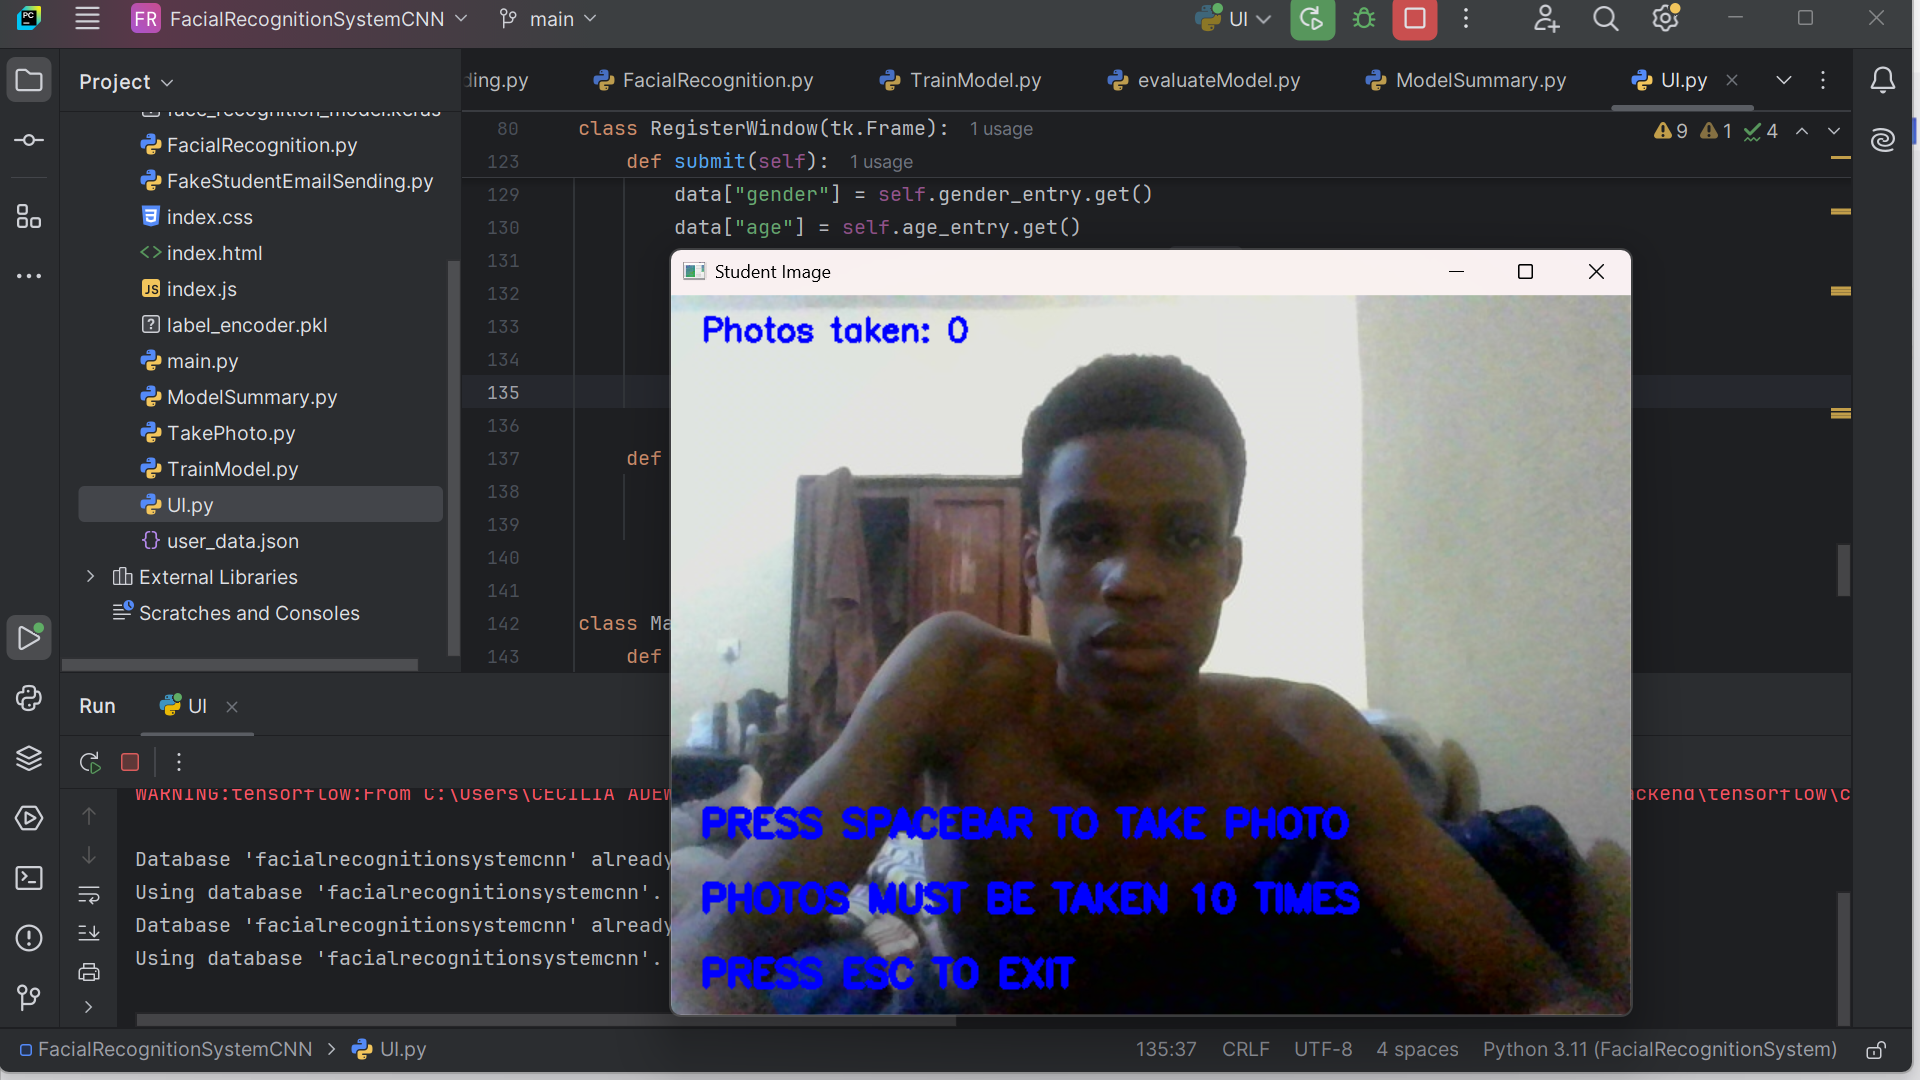 PC
FR FacialRecognitionSystemCNN
main
UI
Project
ding.py
FacialRecognition.py
TrainModel.py
evaluateModel.py
ModelSummary.py
UI.py
face_recognition_model.keras
FacialRecognition.py
FakeStudentEmailSending.py
index.css
index.html
JS index.js
? label_encoder.pkl
main.py
ModelSummary.py
TakePhoto.py
TrainModel.py
UI.py
{} user_data.json
External Libraries
Scratches and Consoles
80 class RegisterWindow(tk.Frame): 1 usage
9 1 4
123 def submit(self): 1 usage
129 data["gender"] = self.gender_entry.get()
130 data["age"] = self.age_entry.get()
131
132
133
134
135
136
137 def
138
139
140
141
142 class Ma
143 def
Student Image
Photos taken: 0
PRESS SPACEBAR TO TAKE PHOTO
PHOTOS MUST BE TAKEN 10 TIMES
PRESS ESC TO EXIT
Run
UI
WARNING:tensorflow:From C:\Users\CECILIA ADEW
ckend\tensorflow\c
Database 'facialrecognitionsystemcnn' already
Using database 'facialrecognitionsystemcnn'.
Database 'facialrecognitionsystemcnn' already
Using database 'facialrecognitionsystemcnn'.
FacialRecognitionSystemCNN > UI.py
135:37 CRLF UTF-8 4 spaces Python 3.11 (FacialRecognitionSystem)